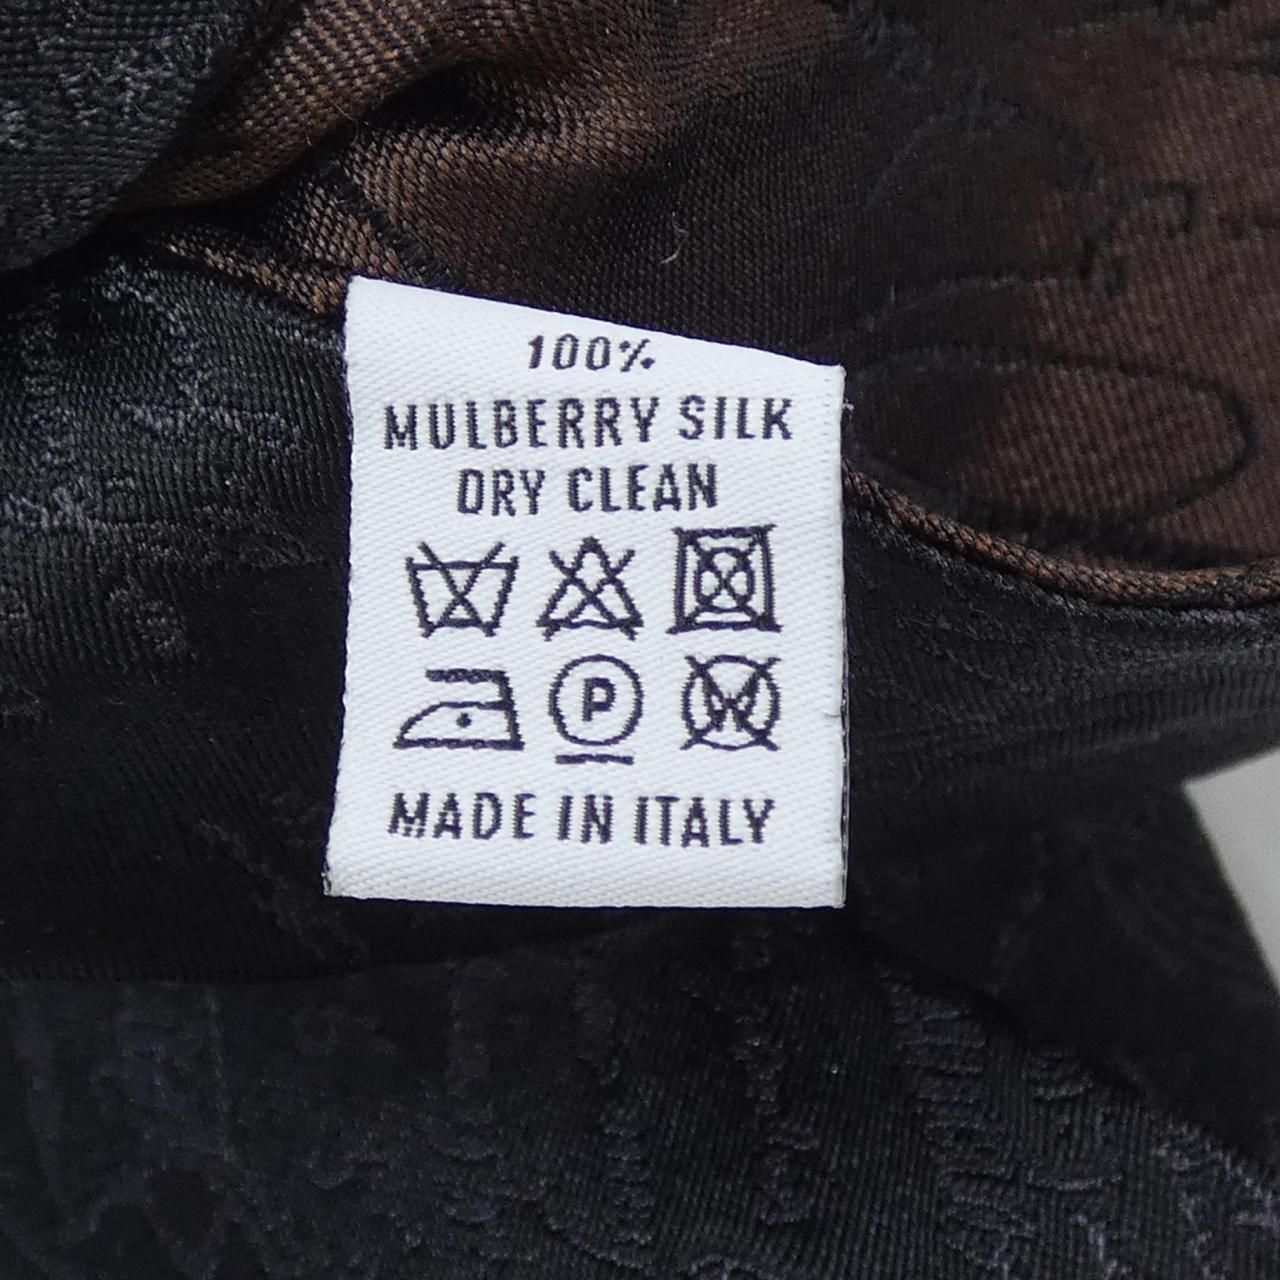 100%
MULBERRY SILK
DRY CLEAN
P
W
MADE IN ITALY